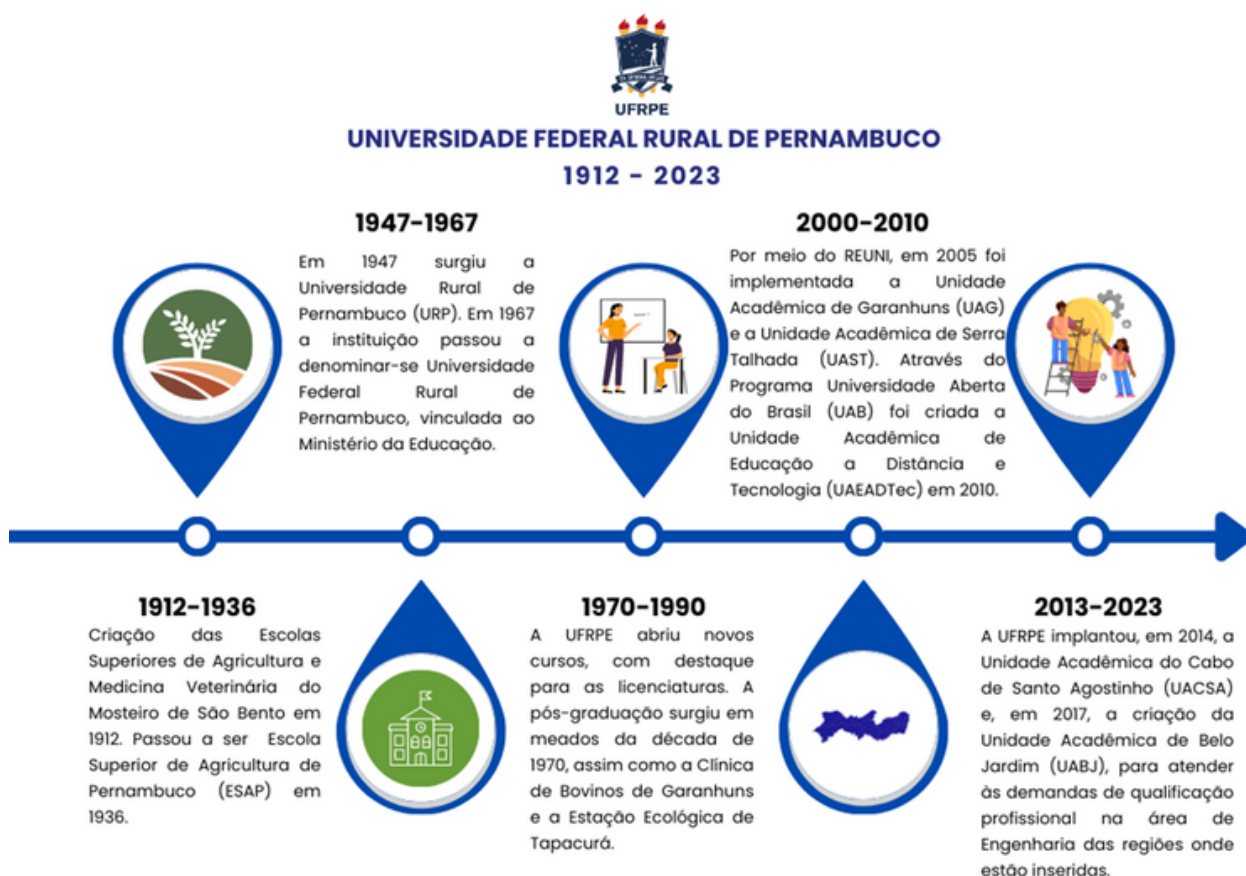 UFRPE
UNIVERSIDADE FEDERAL RURAL DE PERNAMBUCO
1912 - 2023
1947-1967
Em 1947 surgiu a
Universidade Rural de
Pernambuco (URP). Em 1967
a instituição passou a
denominar-se Universidade
Federal Rural de
Pernambuco, vinculada ao
Ministério da Educação.
2000-2010
Por meio do REUNI, em 2005 foi
implementada a Unidade
Acadêmica de Garanhuns (UAG)
e a Unidade Acadêmica de Serra
Talhada (UAST). Através do
Programa Universidade Aberta
do Brasil (UAB) foi criada a
Unidade Acadêmica de
Educação a Distância e
Tecnologia (UAEADTec) em 2010.
1912-1936
Criação das Escolas
Superiores de Agricultura e
Medicina Veterinária do
Mosteiro de São Bento em
1912. Passou a ser Escola
Superior de Agricultura de
Pernambuco (ESAP) em
1936.
1970-1990
A UFRPE abriu novos
cursos, com destaque
para as licenciaturas. A
pós-graduação surgiu em
meados da década de
1970, assim como a Clínica
de Bovinos de Garanhuns
e a Estação Ecológica de
Tapacurá.
2013-2023
A UFRPE implantou, em 2014, a
Unidade Acadêmica do Cabo
de Santo Agostinho (UACSA)
e, em 2017, a criação da
Unidade Acadêmica de Belo
Jardim (UABJ), para atender
às demandas de qualificação
profissional na área de
Engenharia das regiões onde
estão inseridas.